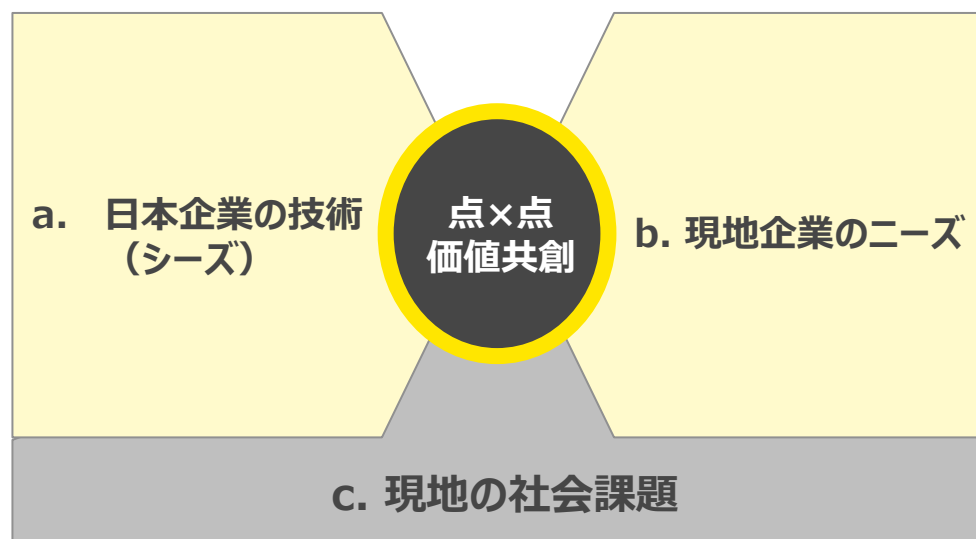 a. 日本企業の技術
（シーズ）
点×点
価値共創
b. 現地企業のニーズ
c. 現地の社会課題